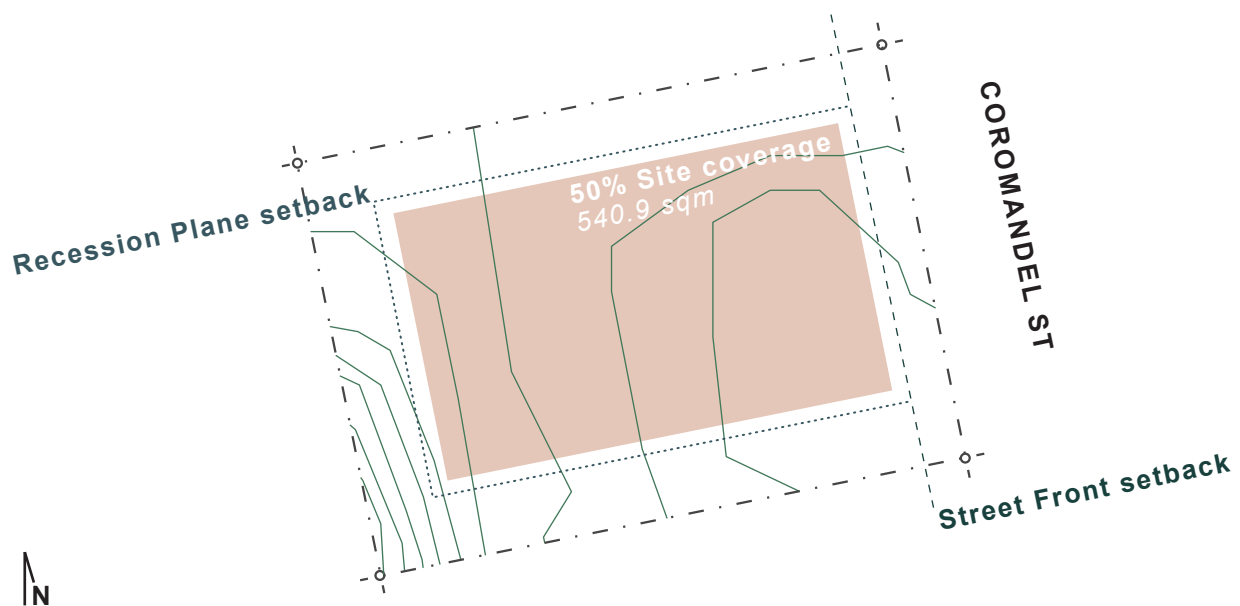 COROMANDEL ST
50% Site coverage
540.9 sqm
Recession Plane setback
Street Front setback
N